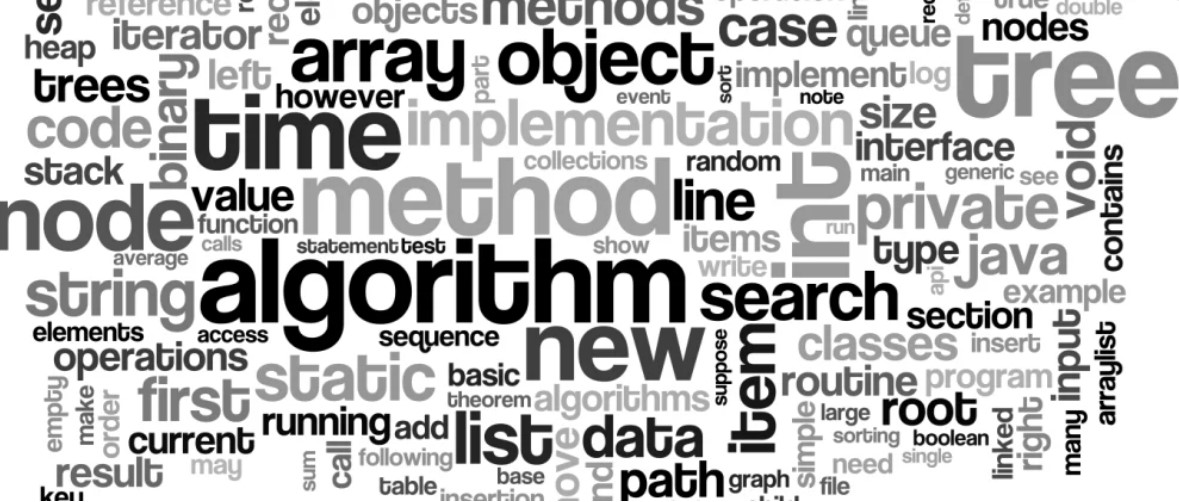 reference
objects
methods
heap
iterator
case
queue
nodes
true
double
trees
left
array
object
part
sort
implement
log
tree
binary
however
event
note
code
time
implementation
size
stack
collections
random
interface
void
contains
node
value
method
line
int
main
generic
see
function
run
private
calls
statement
test
show
items
type
java
average
algorithm
write
api
string
search
example
elements
access
sequence
new
section
operations
item
suppose
classes
insert
input
arraylist
static
basic
routine
program
empty
make
order
first
theorem
algorithms
simple
large
root
linked
right
many
current
running
add
list
data
sorting
boolean
result
may
sum
call
following
need
single
table
base
path
graph
file
key
insertion